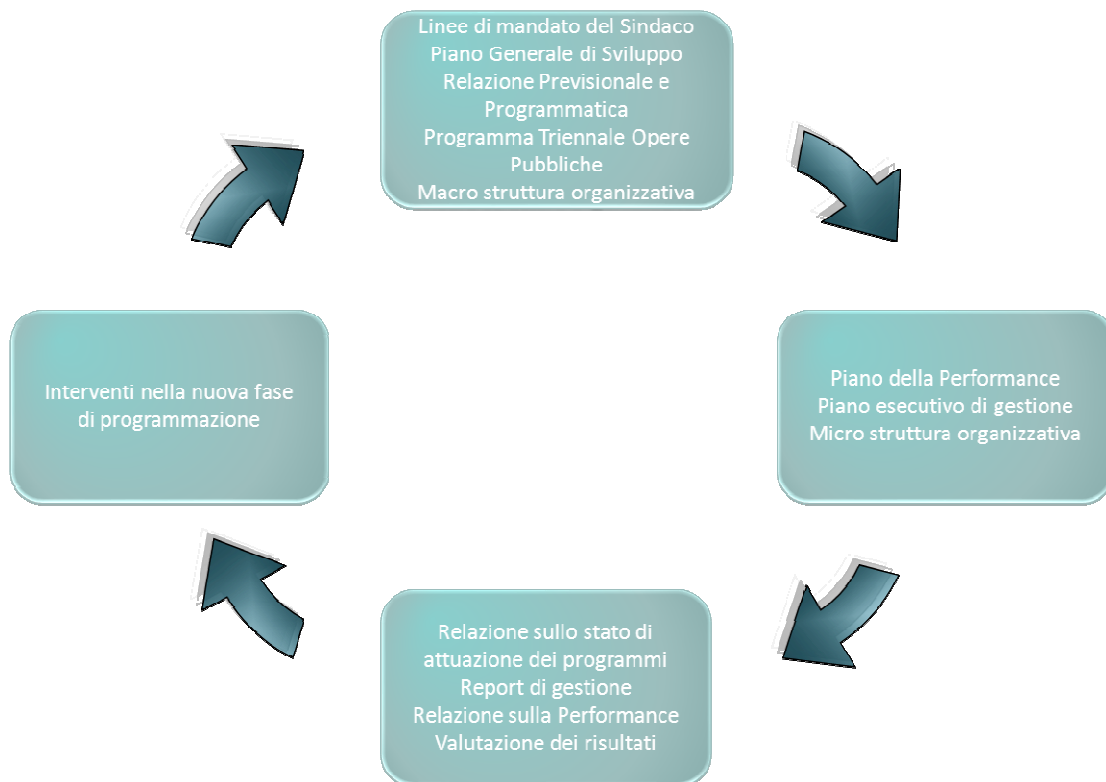 Linee di mandato del Sindaco
Piano Generale di Sviluppo
Relazione Previsionale e
Programmatica
Programma Triennale Opere
Pubbliche
Macro struttura organizzativa
Interventi nella nuova fase
di programmazione
Piano della Performance
Piano esecutivo di gestione
Micro struttura organizzativa
Relazione sullo stato di
attuazione dei programmi
Report di gestione
Relazione sulla Performance
Valutazione dei risultati